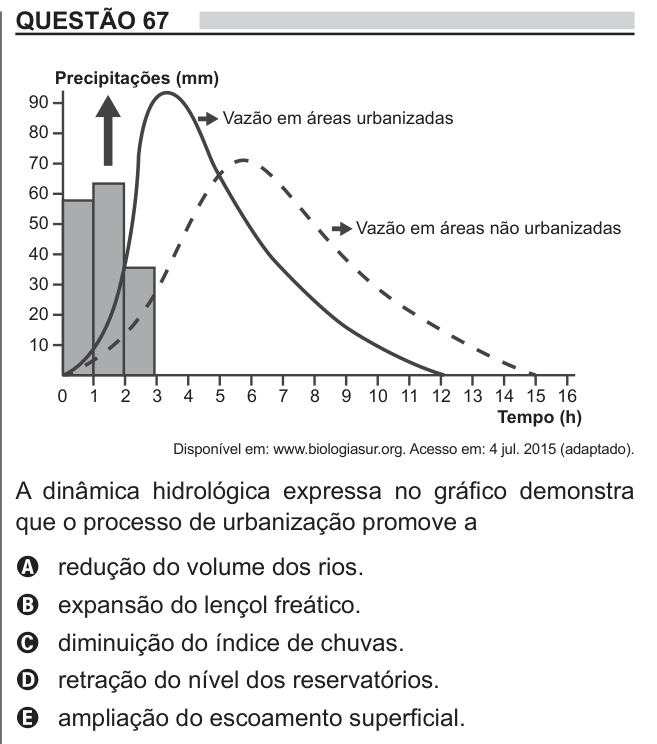 QUESTÃO 67
Precipitações (mm)
90
80
70
60
50
40
30
20
10
Vazão em áreas urbanizadas
Vazão em áreas não urbanizadas
0 1 2 3 4 5 6 7 8 9 10 11 12 13 14 15 16
Tempo (h)
Disponível em: www.biologiasur.org. Acesso em: 4 jul. 2015 (adaptado).
A dinâmica hidrológica expressa no gráfico demonstra
que o processo de urbanização promove a
A redução do volume dos rios.
B expansão do lençol freático.
C diminuição do índice de chuvas.
D retração do nível dos reservatórios.
E ampliação do escoamento superficial.